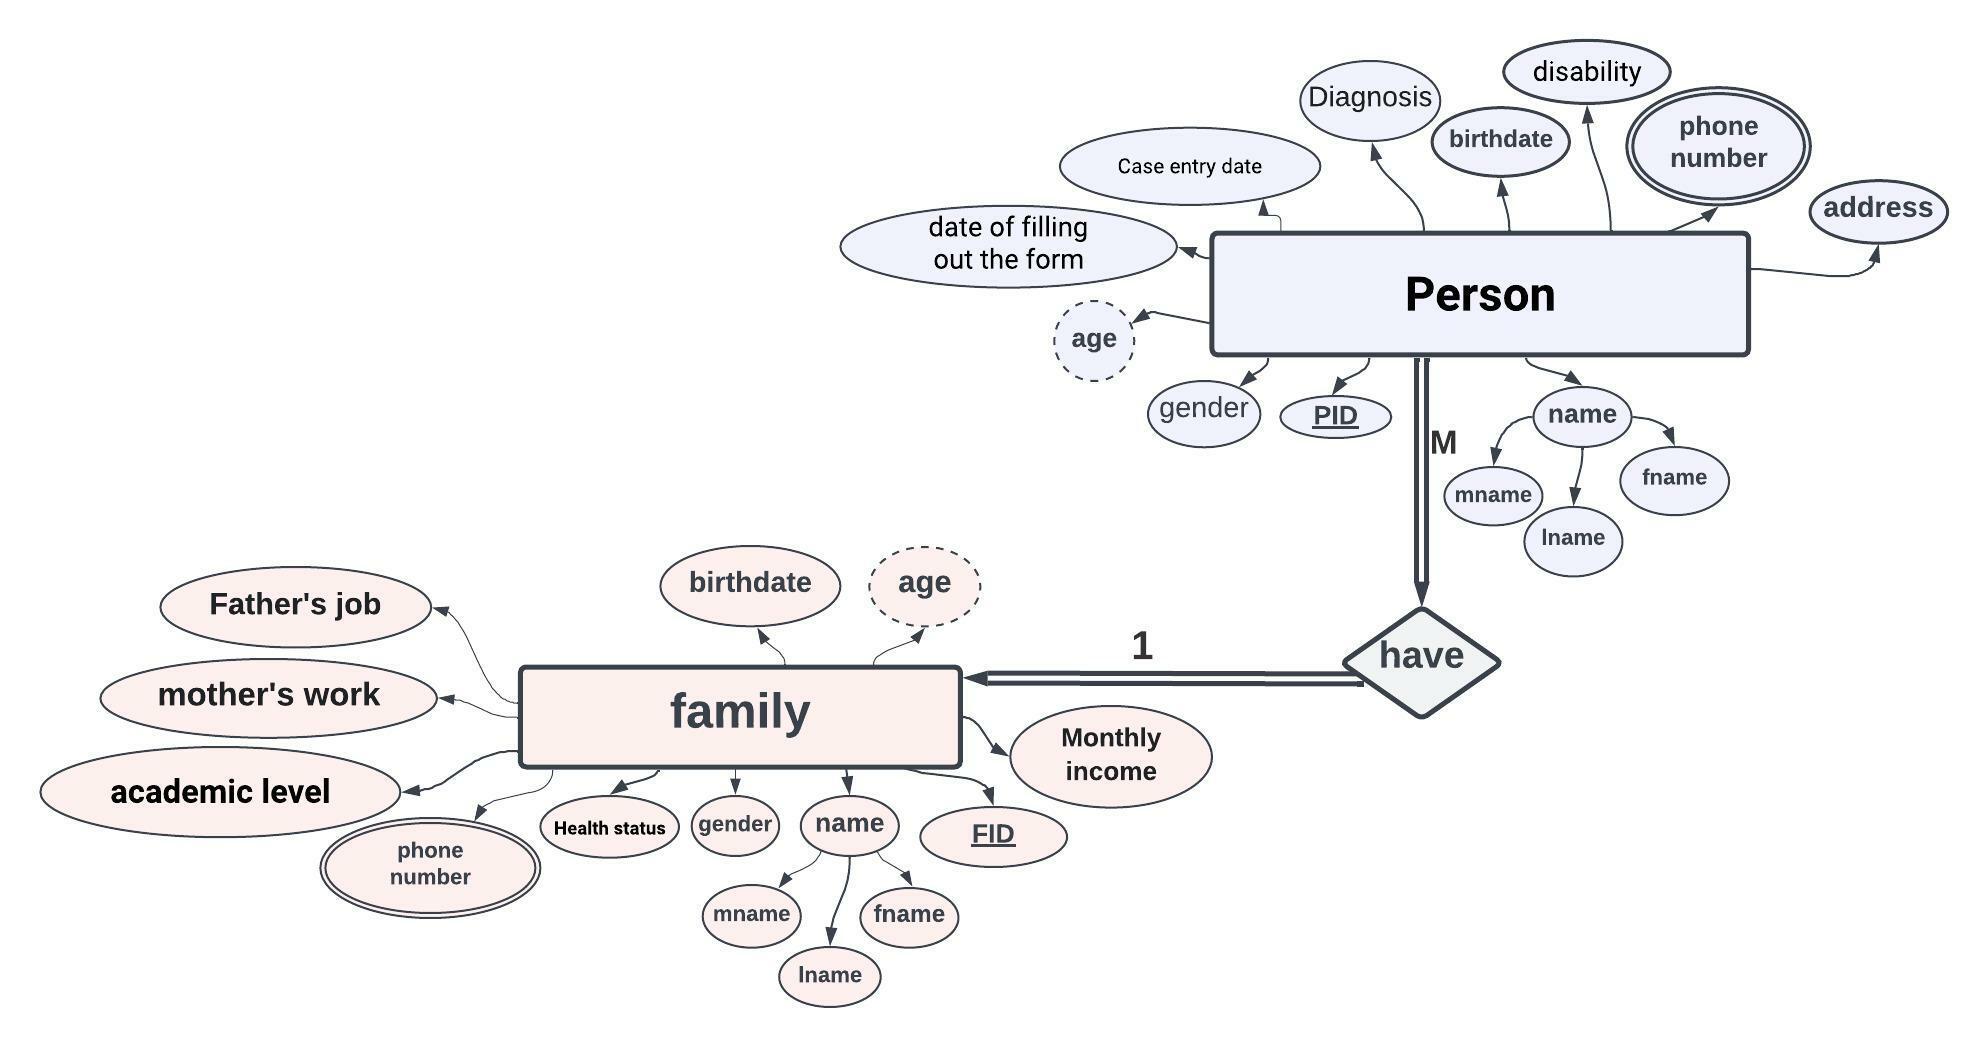 disability
Diagnosis
birthdate
phone
number
Case entry date
address
date of filling
out the form
Person
age
gender
PID
name
M
mname
fname
lname
birthdate
age
Father's job
1
have
mother's work
family
Monthly
income
academic level
phone
number
Health status
gender
name
FID
mname
fname
lname